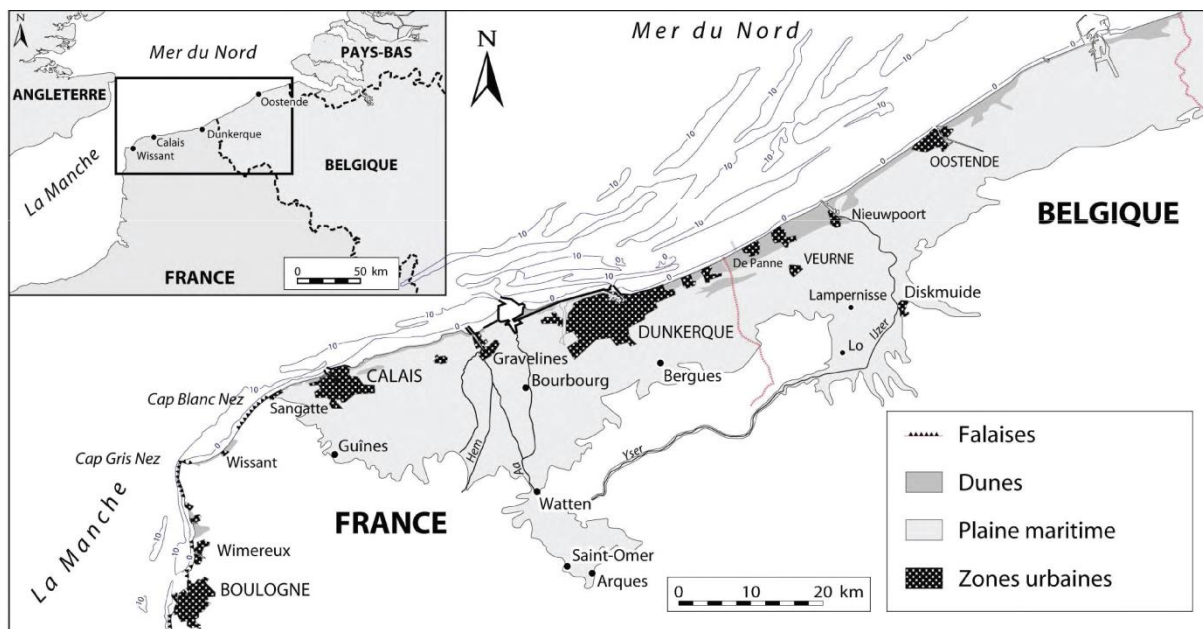 N
Mer du Nord
PAYS-BAS
ANGLETERRE
Oostende
Dunkerque
Calais
Wissant
La Manche
BELGIQUE
FRANCE
0 50 km
N
Mer du Nord
OOSTENDE
BELGIQUE
Nieuwpoort
De Panne
VEURNE
Lampernisse
Diskmuide
Lo
IJzer
DUNKERQUE
Gravelines
Bourbourg
Bergues
CALAIS
Cap Blanc Nez
Sangatte
Guînes
Hem
Aa
Yser
Cap Gris Nez
Wissant
Watten
La Manche
FRANCE
Saint-Omer
Arques
Wimereux
BOULOGNE
0 10 20 km
Falaises
Dunes
Plaine maritime
Zones urbaines